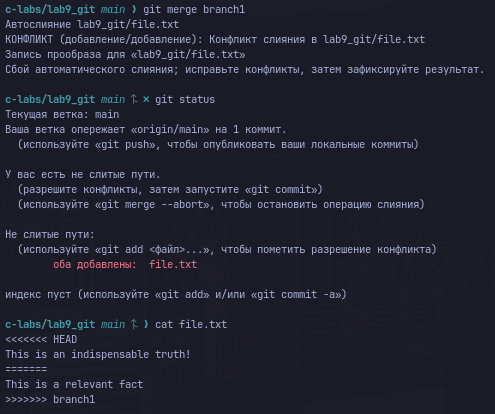 c-labs/lab9_git main ❱ git merge branch1
Автослияние lab9_git/file.txt
КОНФЛИКТ (добавление/добавление): Конфликт слияния в lab9_git/file.txt
Запись прообраза для «lab9_git/file.txt»
Сбой автоматического слияния; исправьте конфликты, затем зафиксируйте результат.
c-labs/lab9_git main × git status
Текущая ветка: main
Ваша ветка опережает «origin/main» на 1 коммит.
(используйте «git push», чтобы опубликовать ваши локальные коммиты)
У вас есть не слитые пути.
(разрешите конфликты, затем запустите «git commit»)
(используйте «git merge --abort», чтобы остановить операцию слияния)
Не слитые пути:
(используйте «git add <файл>...», чтобы пометить разрешение конфликта)
оба добавлены: file.txt
индекс пуст (используйте «git add» и/или «git commit -a»)
c-labs/lab9_git main ❱ cat file.txt
<<<<<<< HEAD
This is an indispensable truth!
=======
This is a relevant fact
>>>>>>> branch1